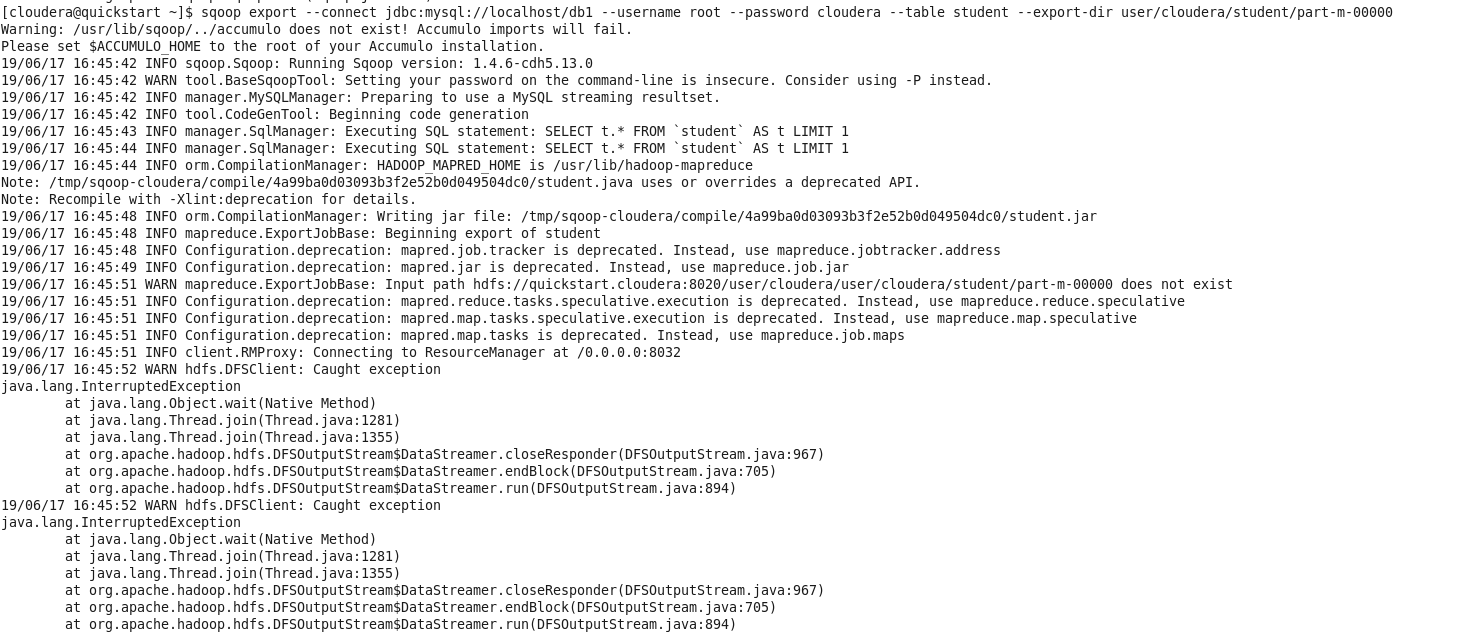 [cloudera@quickstart ~]$ sqoop export --connect jdbc:mysql://localhost/db1 --username root --password cloudera --table student --export-dir user/cloudera/student/part-m-00000
Warning: /usr/lib/sqoop/../accumulo does not exist! Accumulo imports will fail.
Please set $ACCUMULO_HOME to the root of your Accumulo installation.
19/06/17 16:45:42 INFO sqoop.Sqoop: Running Sqoop version: 1.4.6-cdh5.13.0
19/06/17 16:45:42 WARN tool.BaseSqoopTool: Setting your password on the command-line is insecure. Consider using -P instead.
19/06/17 16:45:42 INFO manager.MySQLManager: Preparing to use a MySQL streaming resultset.
19/06/17 16:45:42 INFO tool.CodeGenTool: Beginning code generation
19/06/17 16:45:43 INFO manager.SqlManager: Executing SQL statement: SELECT t.* FROM `student` AS t LIMIT 1
19/06/17 16:45:44 INFO manager.SqlManager: Executing SQL statement: SELECT t.* FROM `student` AS t LIMIT 1
19/06/17 16:45:44 INFO orm.CompilationManager: HADOOP_MAPRED_HOME is /usr/lib/hadoop-mapreduce
Note: /tmp/sqoop-cloudera/compile/4a99ba0d03093b3f2e52b0d049504dc0/student.java uses or overrides a deprecated API.
Note: Recompile with -Xlint:deprecation for details.
19/06/17 16:45:48 INFO orm.CompilationManager: Writing jar file: /tmp/sqoop-cloudera/compile/4a99ba0d03093b3f2e52b0d049504dc0/student.jar
19/06/17 16:45:48 INFO mapreduce.ExportJobBase: Beginning export of student
19/06/17 16:45:48 INFO Configuration.deprecation: mapred.job.tracker is deprecated. Instead, use mapreduce.jobtracker.address
19/06/17 16:45:49 INFO Configuration.deprecation: mapred.jar is deprecated. Instead, use mapreduce.job.jar
19/06/17 16:45:51 WARN mapreduce.ExportJobBase: Input path hdfs://quickstart.cloudera:8020/user/cloudera/user/cloudera/student/part-m-00000 does not exist
19/06/17 16:45:51 INFO Configuration.deprecation: mapred.reduce.tasks.speculative.execution is deprecated. Instead, use mapreduce.reduce.speculative
19/06/17 16:45:51 INFO Configuration.deprecation: mapred.map.tasks.speculative.execution is deprecated. Instead, use mapreduce.map.speculative
19/06/17 16:45:51 INFO Configuration.deprecation: mapred.map.tasks is deprecated. Instead, use mapreduce.job.maps
19/06/17 16:45:51 INFO client.RMProxy: Connecting to ResourceManager at /0.0.0.0:8032
19/06/17 16:45:52 WARN hdfs.DFSClient: Caught exception
java.lang.InterruptedException
at java.lang.Object.wait(Native Method)
at java.lang.Thread.join(Thread.java:1281)
at java.lang.Thread.join(Thread.java:1355)
at org.apache.hadoop.hdfs.DFSOutputStream$DataStreamer.closeResponder(DFSOutputStream.java:967)
at org.apache.hadoop.hdfs.DFSOutputStream$DataStreamer.endBlock(DFSOutputStream.java:705)
at org.apache.hadoop.hdfs.DFSOutputStream$DataStreamer.run(DFSOutputStream.java:894)
19/06/17 16:45:52 WARN hdfs.DFSClient: Caught exception
java.lang.InterruptedException
at java.lang.Object.wait(Native Method)
at java.lang.Thread.join(Thread.java:1281)
at java.lang.Thread.join(Thread.java:1355)
at org.apache.hadoop.hdfs.DFSOutputStream$DataStreamer.closeResponder(DFSOutputStream.java:967)
at org.apache.hadoop.hdfs.DFSOutputStream$DataStreamer.endBlock(DFSOutputStream.java:705)
at org.apache.hadoop.hdfs.DFSOutputStream$DataStreamer.run(DFSOutputStream.java:894)